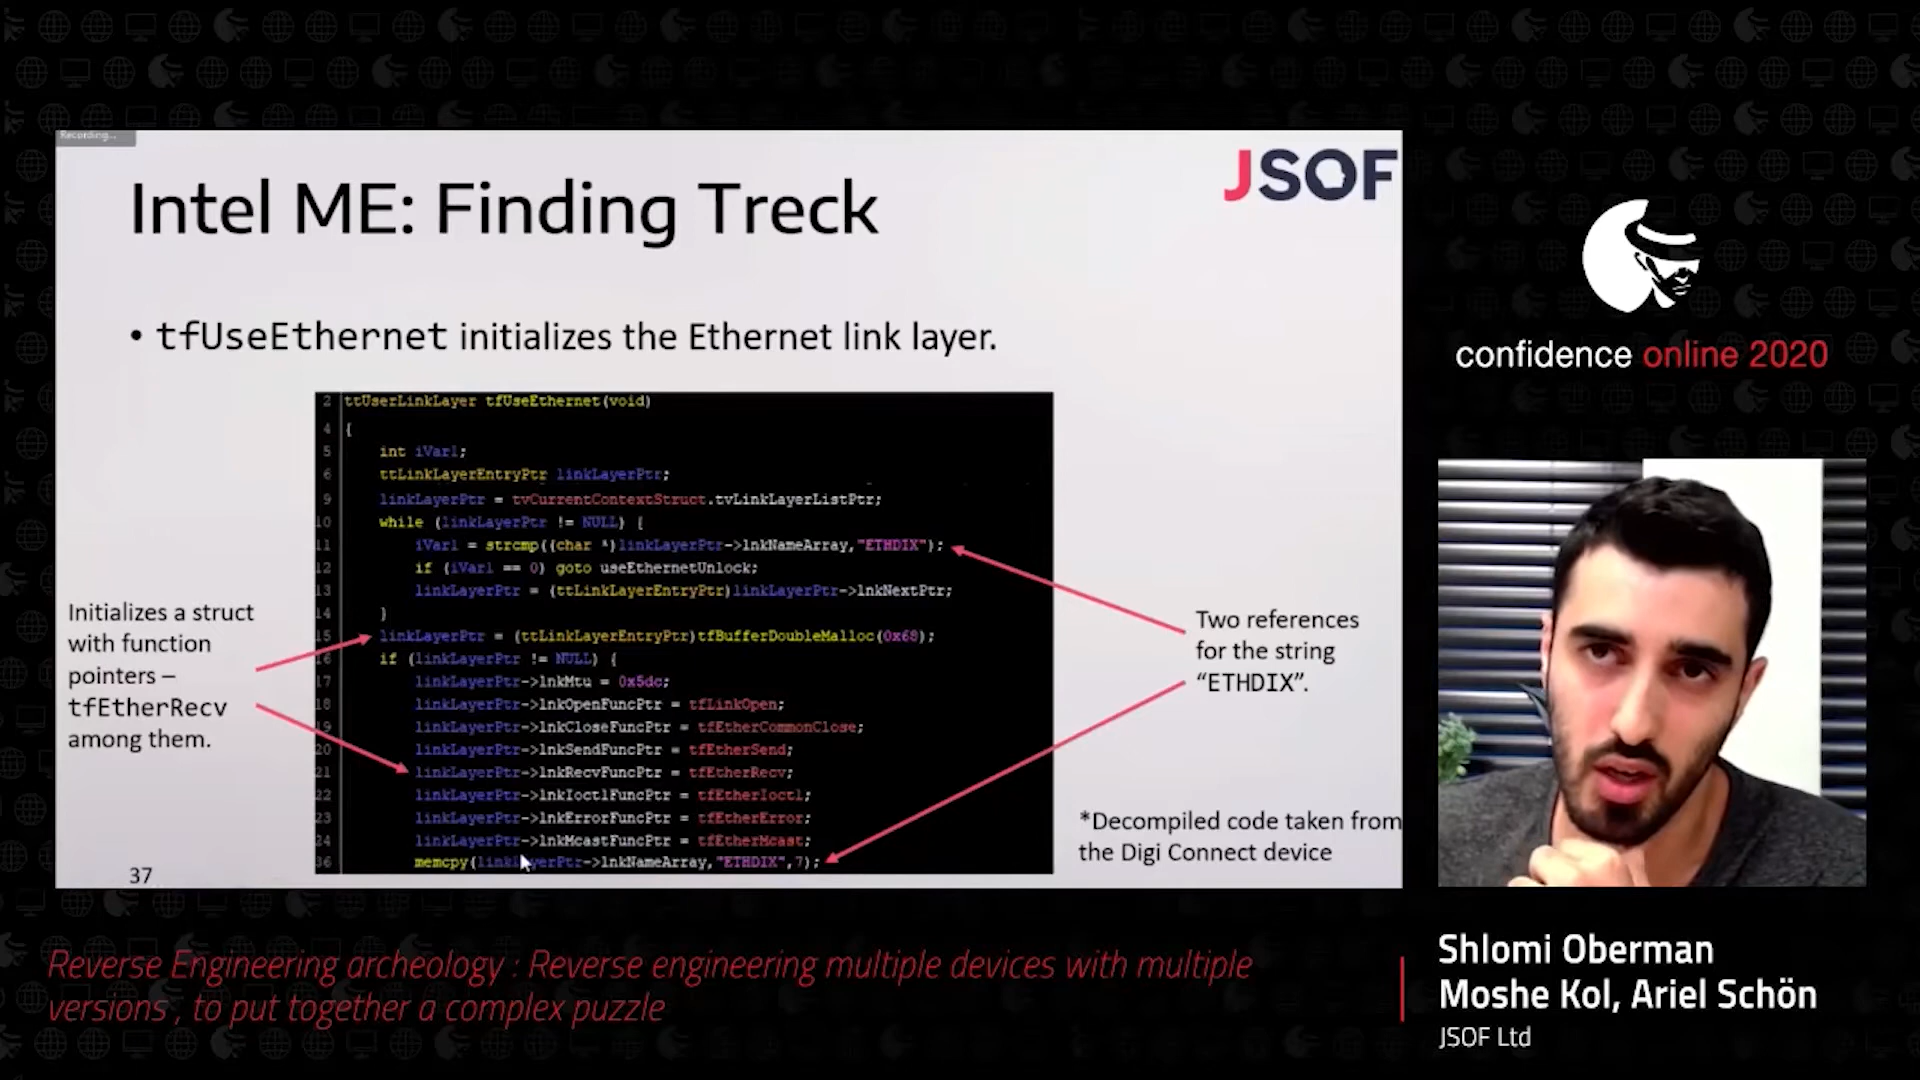 Recording...
JSOF
Intel ME: Finding Treck
• tfUseEthernet initializes the Ethernet link layer.
2 ttUserLinkLayer tfUseEthernet(void)
4 {
5 int iVar1;
6 ttLinkLayerEntryPtr linkLayerPtr;
9 linkLayerPtr = tvCurrentContextStruct.tvLinkLayerListPtr;
10 while (linkLayerPtr != NULL) {
11 iVar1 = strcmp((char *)linkLayerPtr->lnkNameArray,"ETHDIX");
12 if (iVar1 == 0) goto useEthernetUnlock;
13 linkLayerPtr = (ttLinkLayerEntryPtr)linkLayerPtr->lnkNextPtr;
14 }
15 linkLayerPtr = (ttLinkLayerEntryPtr)tfBufferDoubleMalloc(0x68);
16 if (linkLayerPtr != NULL) {
17 linkLayerPtr->lnkMtu = 0x5dc;
18 linkLayerPtr->lnkOpenFuncPtr = tfLinkOpen;
19 linkLayerPtr->lnkCloseFuncPtr = tfEtherCommonClose;
20 linkLayerPtr->lnkSendFuncPtr = tfEtherSend;
21 linkLayerPtr->lnkRecvFuncPtr = tfEtherRecv;
22 linkLayerPtr->lnkIoctlFuncPtr = tfEtherIoctl;
23 linkLayerPtr->lnkErrorFuncPtr = tfEtherError;
24 linkLayerPtr->lnkMcastFuncPtr = tfEtherMcast;
36 memcpy(linkLayerPtr->lnkNameArray,"ETHDIX",7);
Initializes a struct
with function
pointers –
tfEtherRecv
among them.
Two references
for the string
“ETHDIX”.
*Decompiled code taken from
the Digi Connect device
37
confidence online 2020
Reverse Engineering archeology : Reverse engineering multiple devices with multiple
versions , to put together a complex puzzle
Shlomi Oberman
Moshe Kol, Ariel Schön
JSOF Ltd